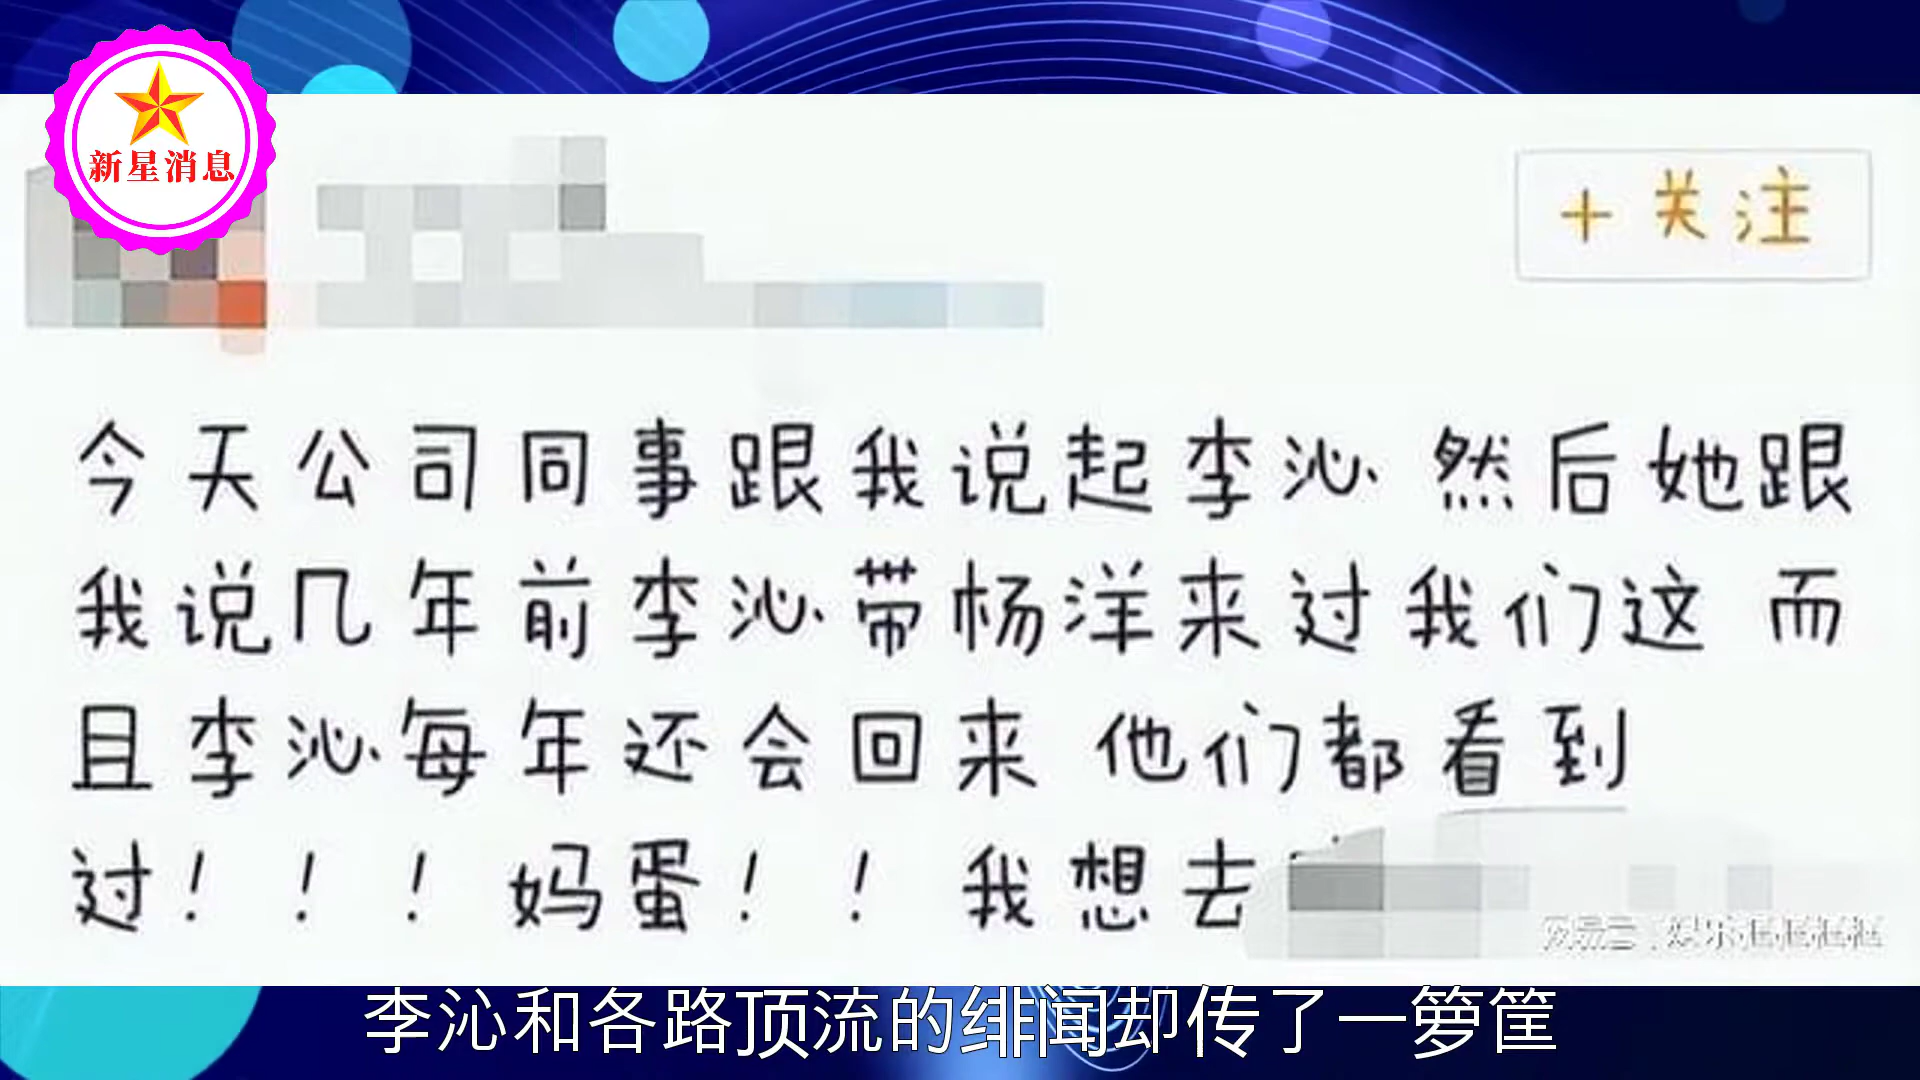 新星消息
+关注
今天公司同事跟我说起李沁 然后她跟
我说几年前李沁带杨洋来过我们这 而
且李沁每年还会回来 他们都看到
过！！！妈蛋！！ 我想去
李沁和各路顶流的绯闻却传了一箩筐